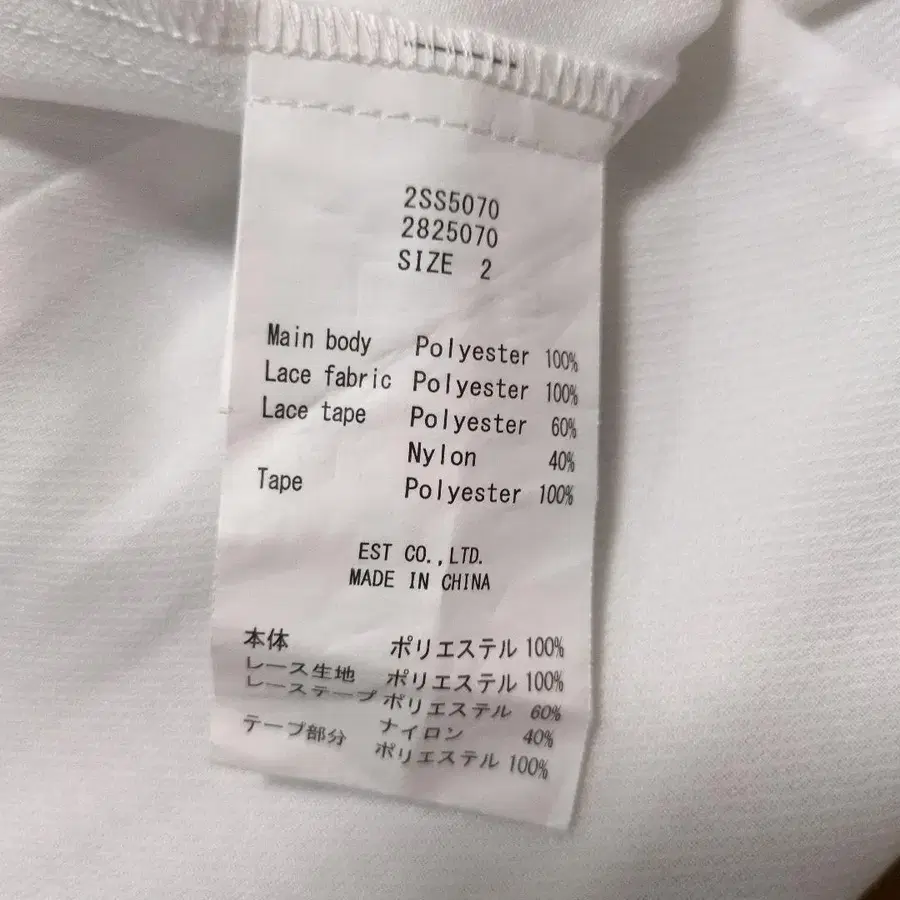 2SS5070
2825070
SIZE 2
Main body Polyester 100%
Lace fabric Polyester 100%
Lace tape Polyester 60%
Nylon 40%
Tape Polyester 100%
EST CO.,LTD.
MADE IN CHINA
本体 ポリエステル 100%
レース生地 ポリエステル 100%
レーステープ ポリエステル 60%
ナイロン 40%
テープ部分 ポリエステル 100%